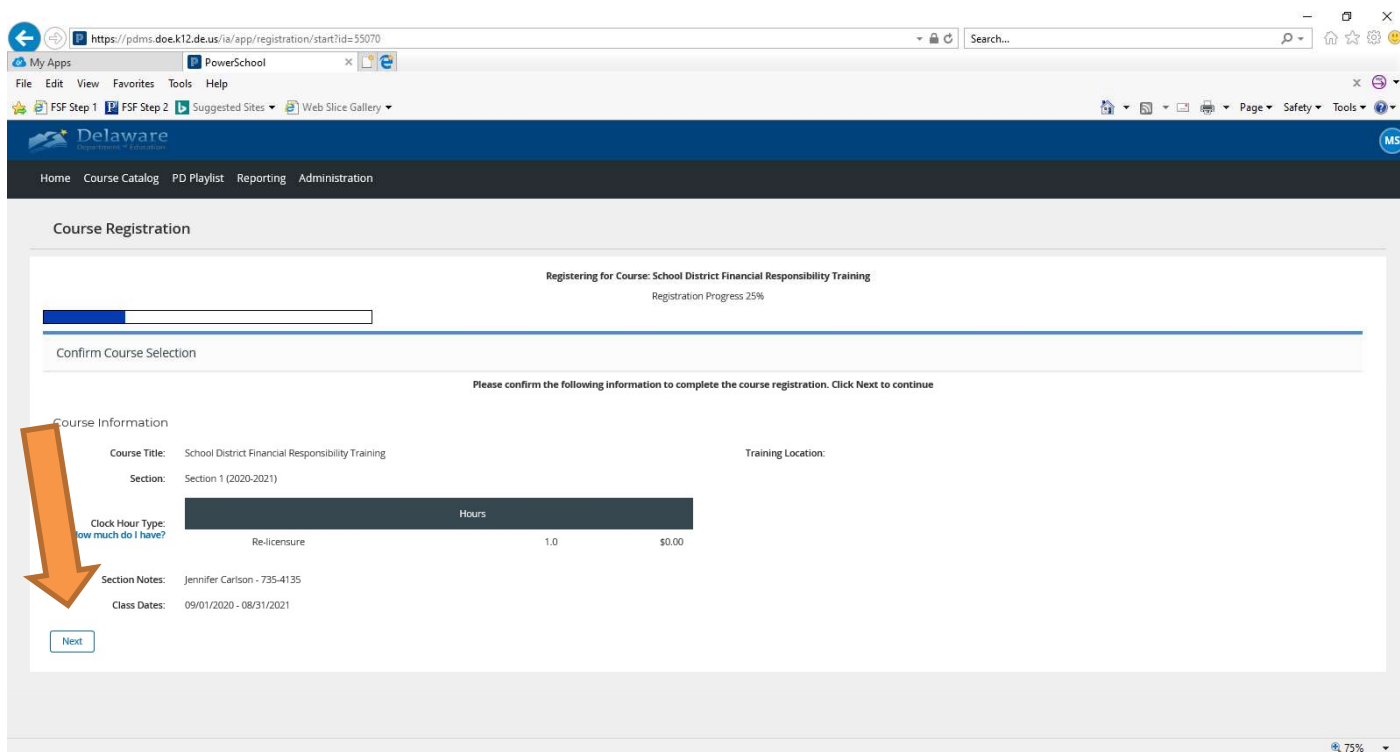 https://pdms.doe.k12.de.us/ia/app/registration/start?id=55070
Search...
My Apps
PowerSchool
File Edit View Favorites Tools Help
FSF Step 1 FSF Step 2 Suggested Sites Web Slice Gallery
Page Safety Tools
Delaware
Department of Education
MS
Home Course Catalog PD Playlist Reporting Administration
Course Registration
Registering for Course: School District Financial Responsibility Training
Registration Progress 25%
Confirm Course Selection
Please confirm the following information to complete the course registration. Click Next to continue
Course Information
Course Title: School District Financial Responsibility Training
Training Location:
Section: Section 1 (2020-2021)
Hours
Clock Hour Type:
How much do I have?
Re-licensure 1.0 $0.00
Section Notes: Jennifer Carlson - 735-4135
Class Dates: 09/01/2020 - 08/31/2021
Next
75%